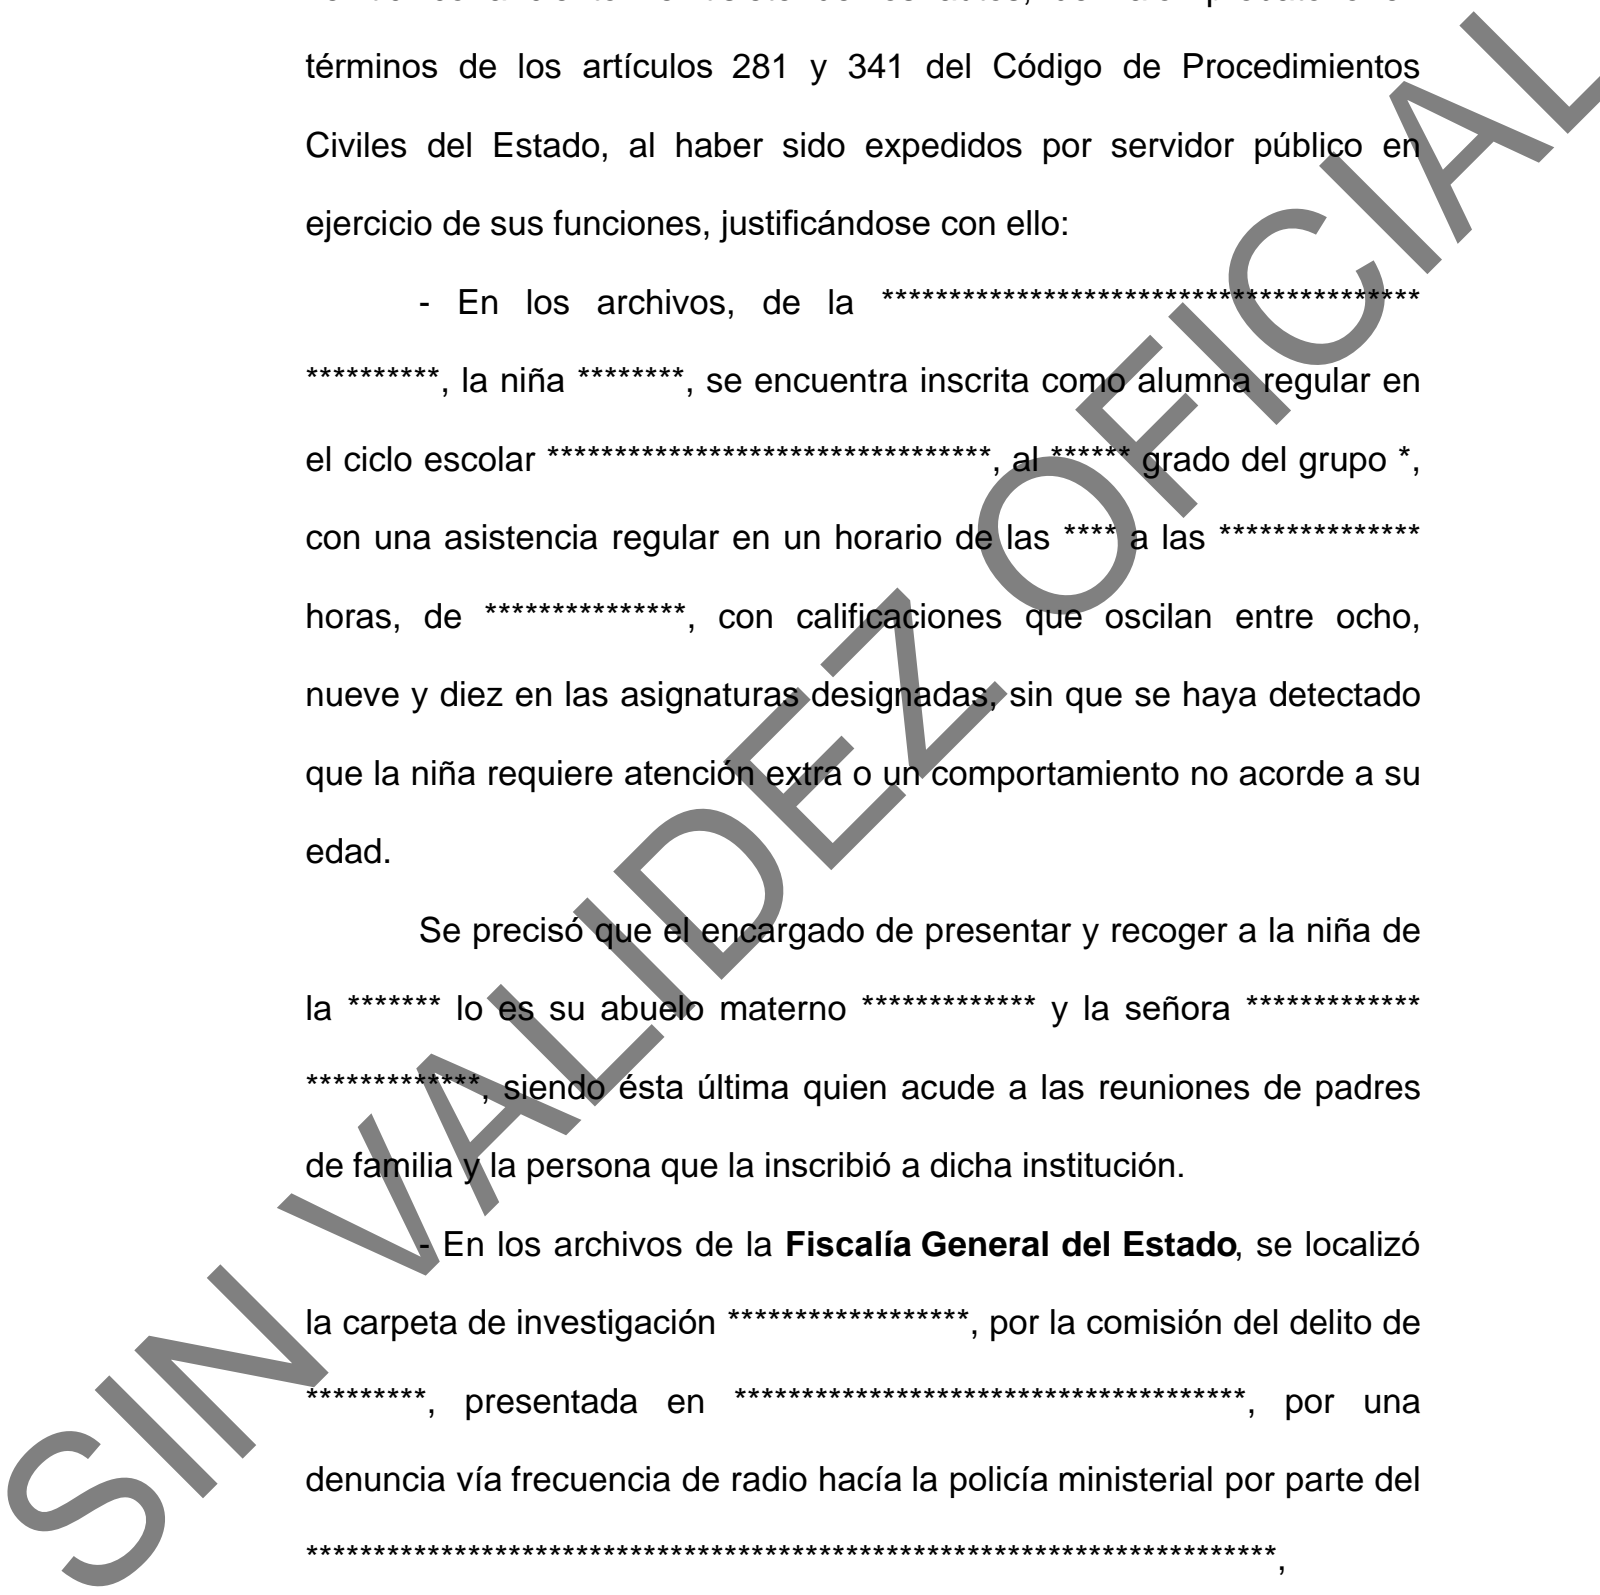 términos de los artículos 281 y 341 del Código de Procedimientos
Civiles del Estado, al haber sido expedidos por servidor público en
ejercicio de sus funciones, justificándose con ello:
- En los archivos, de la ****************************************
**********, la niña ********, se encuentra inscrita como alumna regular en
el ciclo escolar *********************************, al ****** grado del grupo *,
con una asistencia regular en un horario de las **** a las ***************
horas, de ***************, con calificaciones que oscilan entre ocho,
nueve y diez en las asignaturas designadas, sin que se haya detectado
que la niña requiere atención extra o un comportamiento no acorde a su
edad.
Se precisó que el encargado de presentar y recoger a la niña de
la ******* lo es su abuelo materno ************* y la señora *************
*************, siendo ésta última quien acude a las reuniones de padres
de familia y la persona que la inscribió a dicha institución.
- En los archivos de la Fiscalía General del Estado, se localizó
la carpeta de investigación ******************, por la comisión del delito de
*********, presentada en **************************************, por una
denuncia vía frecuencia de radio hacía la policía ministerial por parte del
************************************************************************,
SIN VALIDEZ OFICIAL